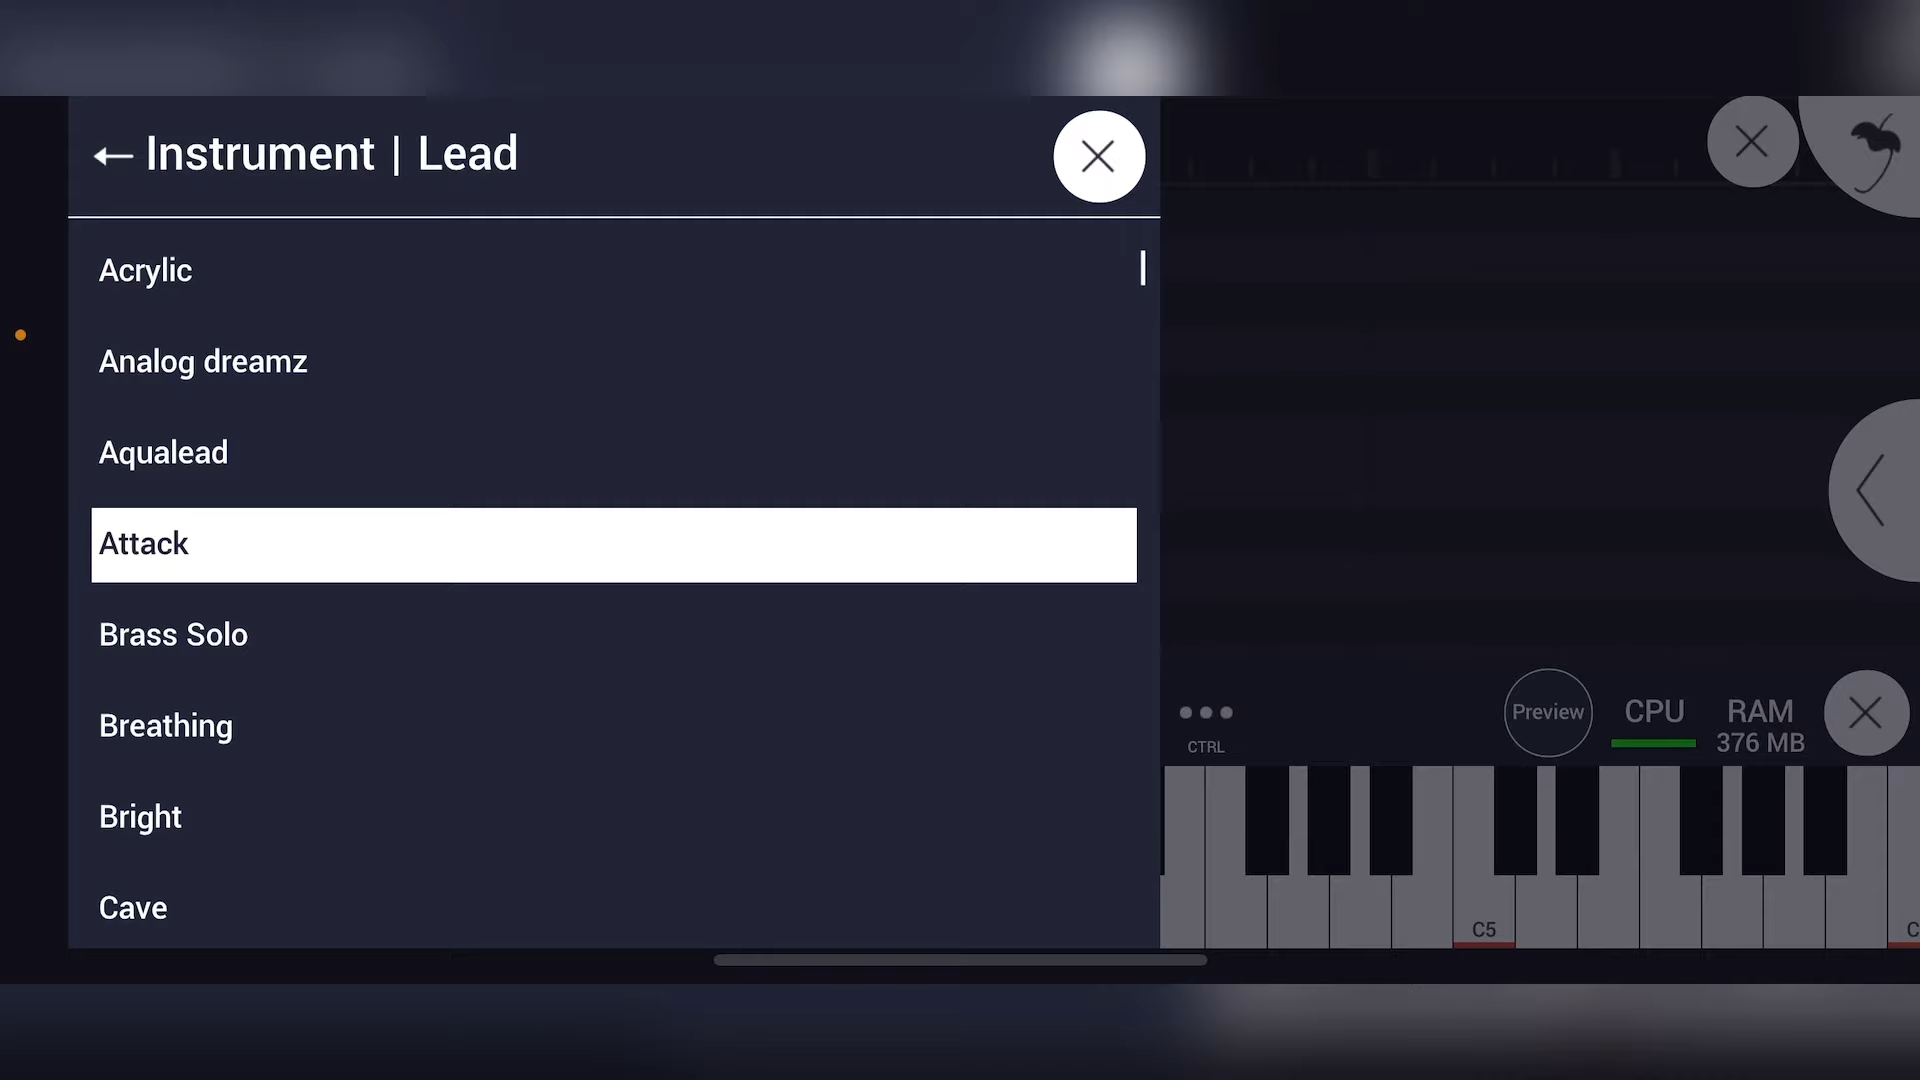 Instrument | Lead
Acrylic
Analog dreamz
Aqualead
Attack
Brass Solo
Breathing
Bright
Cave
CTRL
Preview
CPU
RAM
376 MB
C5
C